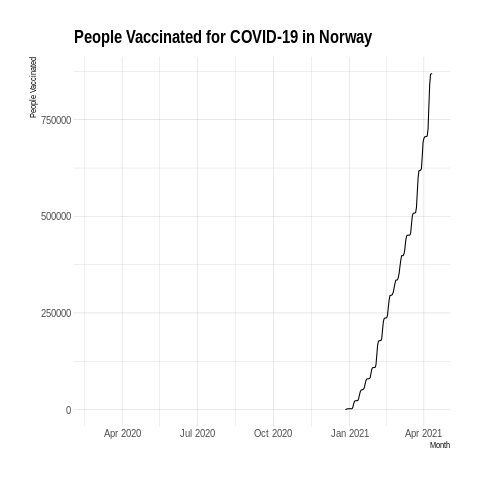 People Vaccinated for COVID-19 in Norway
People Vaccinated
750000
500000
250000
0
Apr 2020 Jul 2020 Oct 2020 Jan 2021 Apr 2021
Month